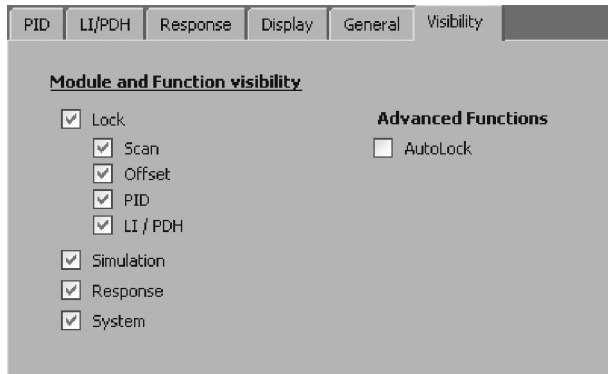 PID LI/PDH Response Display General Visibility
Module and Function visibility
Lock
Scan
Offset
PID
LI / PDH
Simulation
Response
System
Advanced Functions
AutoLock